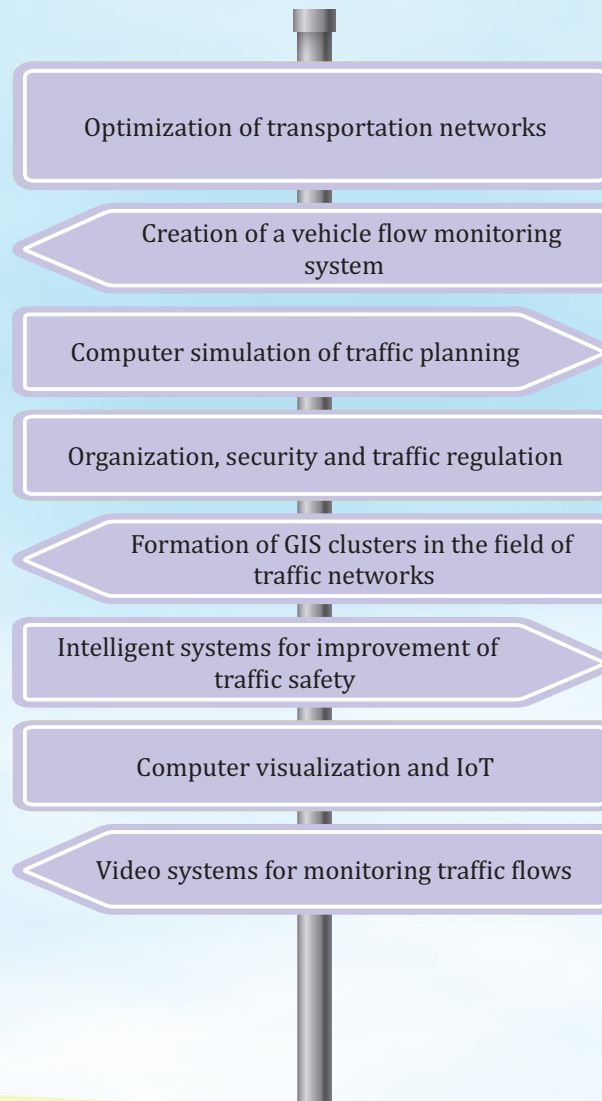 Optimization of transportation networks
Creation of a vehicle flow monitoring
system
Computer simulation of traffic planning
Organization, security and traffic regulation
Formation of GIS clusters in the field of
traffic networks
Intelligent systems for improvement of
traffic safety
Computer visualization and IoT
Video systems for monitoring traffic flows